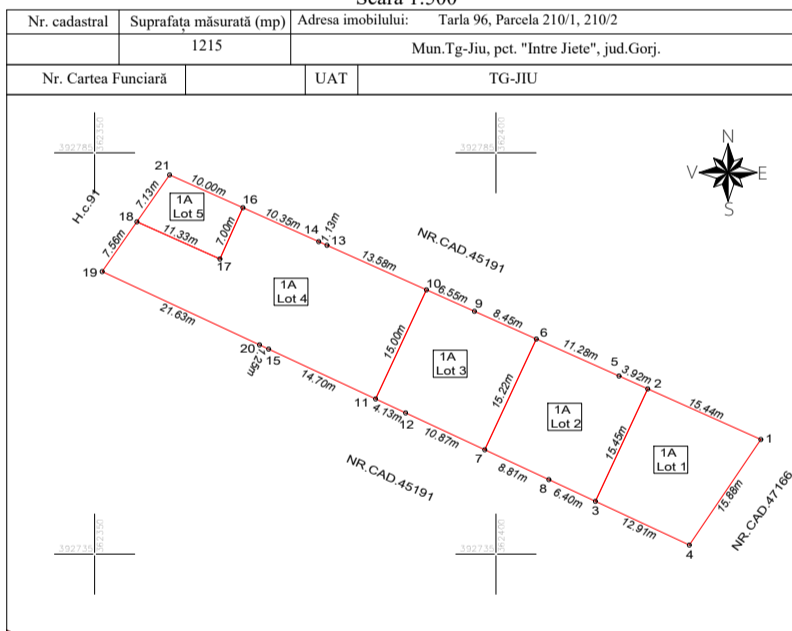 Scara 1:500
Nr. cadastral Suprafața măsurată (mp) Adresa imobilului: Tarla 96, Parcela 210/1, 210/2
1215 Mun.Tg-Jiu, pct. "Intre Jiete", jud.Gorj.
Nr. Cartea Funciară UAT TG-JIU
392785 362350
392785 362400
N
V E
S
21
10.00m
16
7.13m
1A
Lot 5
H.c.91
18
11.33m
7.00m
17
10.35m
14
1.13m
13
7.56m
19
NR.CAD.45191
13.58m
1A
Lot 4
10
6.55m
9
8.45m
6
21.63m
20
1.25m
15
15.00m
1A
Lot 3
11.28m
5
3.92m
2
14.70m
11
4.13m
12
15.22m
1A
Lot 2
15.44m
1
10.87m
7
15.45m
1A
Lot 1
NR.CAD.45191
8.81m
8
6.40m
3
15.88m
NR.CAD.47166
12.91m
4
392735 362350
392735 362400